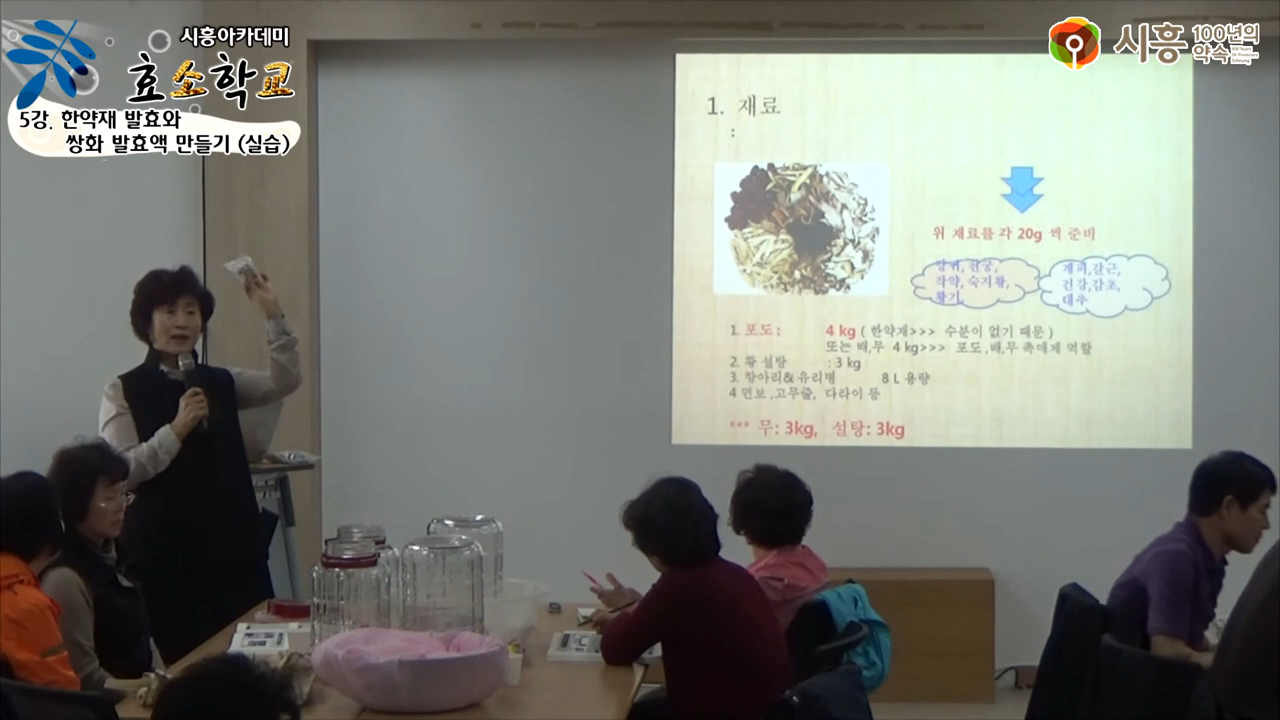 시흥아카데미
효소학교
5강. 한약재 발효와
쌍화 발효액 만들기 (실습)
시흥 100년의
약속
1. 재료
:
위 재료를 각 20g 씩 준비
당귀, 천궁,
작약, 숙지황,
황기
계피,갈근,
건강,감초,
대추
1. 포도 : 4 kg ( 한약재>>> 수분이 없기 때문 )
또는 배,무 4 kg>>> 포도 ,배,무 촉매제 역할
2. 황 설탕 : 3 kg
3. 항아리& 유리병 8 L 용량
4 면보 ,고무줄, 다라이 등
*** 무: 3kg, 설탕: 3kg